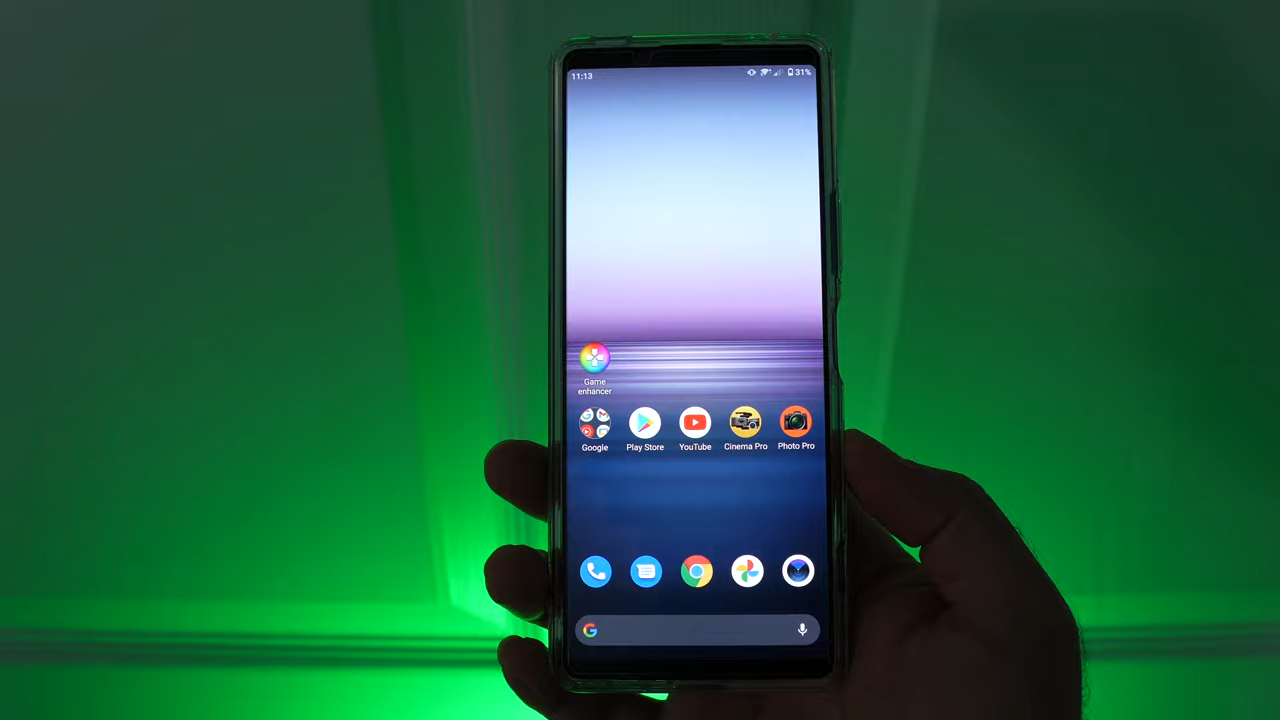 11:13
31%
Game
enhancer
Google
Play Store
YouTube
Cinema Pro
Photo Pro
G